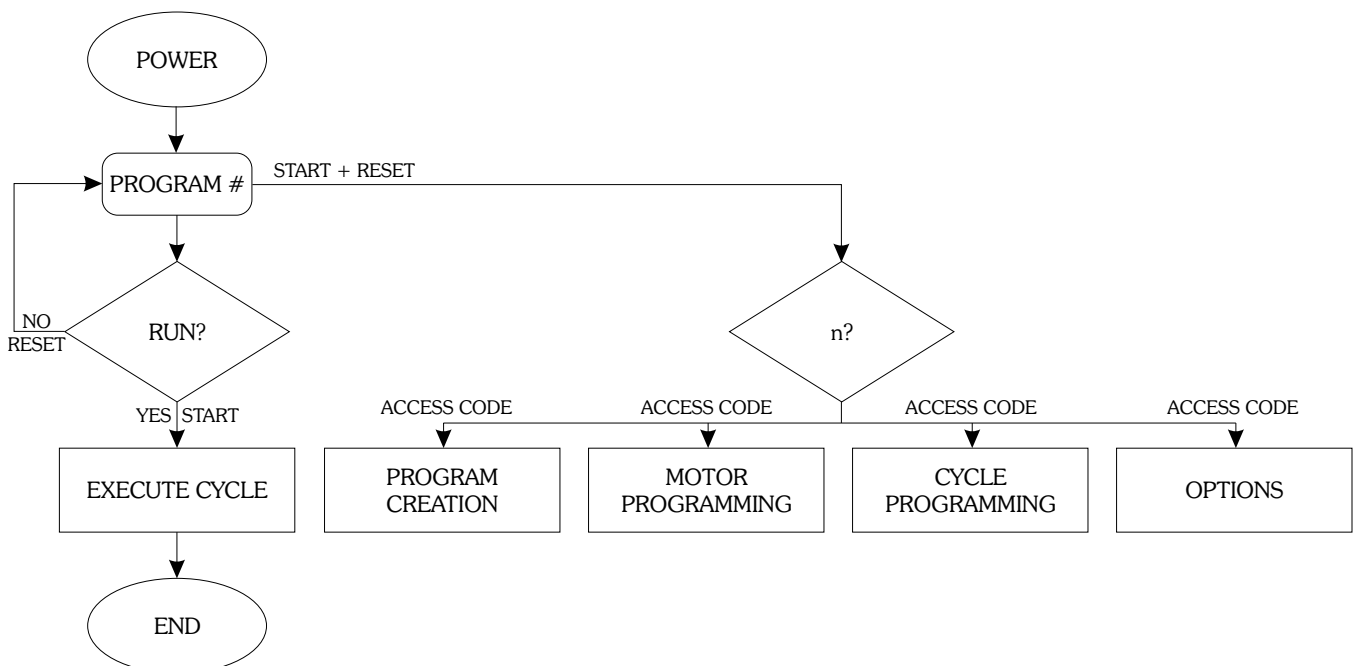 POWER
PROGRAM #
START + RESET
NO
RESET
RUN?
n?
YES START
ACCESS CODE
ACCESS CODE
ACCESS CODE
ACCESS CODE
EXECUTE CYCLE
PROGRAM
CREATION
MOTOR
PROGRAMMING
CYCLE
PROGRAMMING
OPTIONS
END